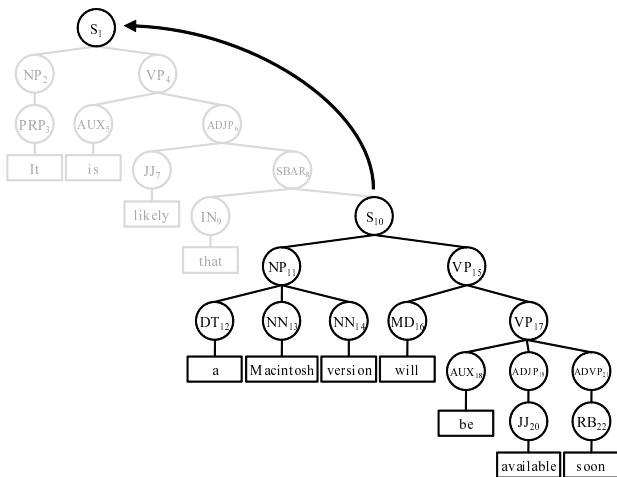 S1
NP2 VP4
PRP3 AUX5 ADJP6
It is JJ7 SBAR8
likely IN9 S10
that
NP11 VP15
DT12 NN13 NN14 MD16 VP17
a Macintosh version will
AUX18 ADJP19 ADVP21
be JJ20 RB22
available soon